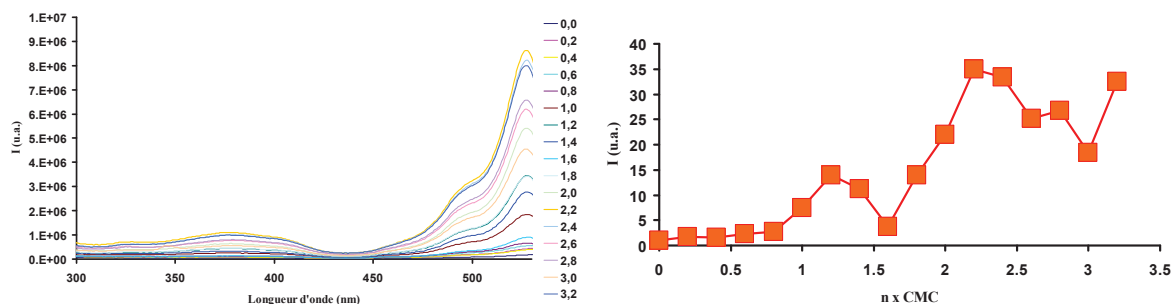 I (u.a.)
1.E+07
9.E+06
8.E+06
7.E+06
6.E+06
5.E+06
4.E+06
3.E+06
2.E+06
1.E+06
0.E+00
300 350 400 450 500
Longueur d'onde (nm)
0,0
0,2
0,4
0,6
0,8
1,0
1,2
1,4
1,6
1,8
2,0
2,2
2,4
2,6
2,8
3,0
3,2
I (u.a.)
40
35
30
25
20
15
10
5
0
0 0.5 1 1.5 2 2.5 3 3.5
n x CMC